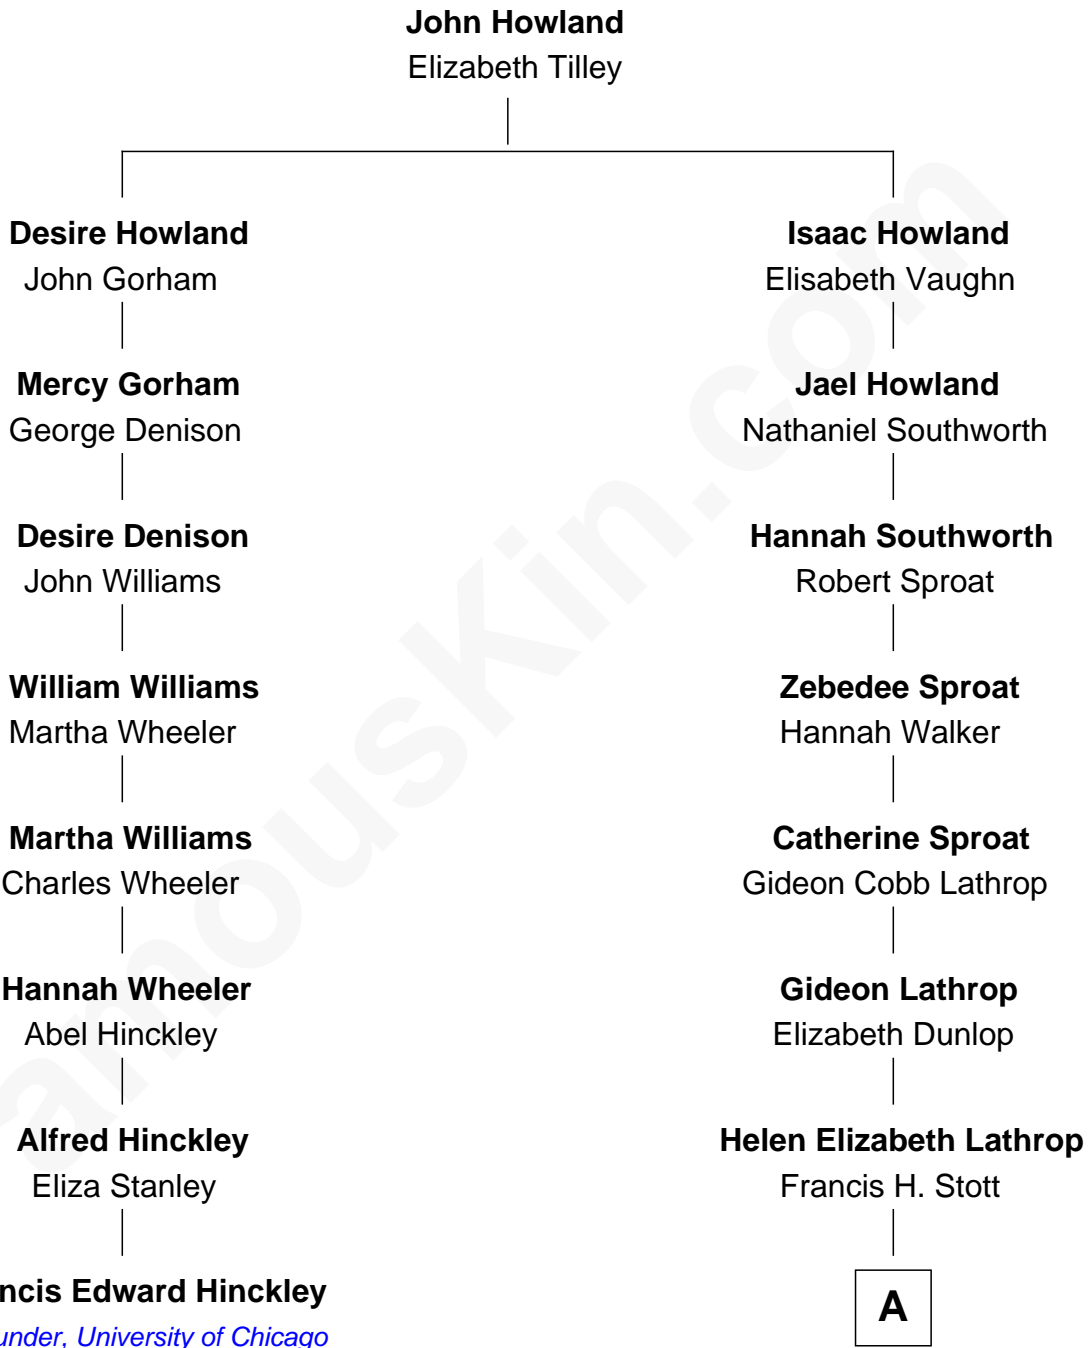 John Howland
Elizabeth Tilley
Desire Howland
John Gorham
Mercy Gorham
George Denison
Desire Denison
John Williams
William Williams
Martha Wheeler
Martha Williams
Charles Wheeler
Hannah Wheeler
Abel Hinckley
Alfred Hinckley
Eliza Stanley
ncis Edward Hinckley
under, University of Chicago
Isaac Howland
Elisabeth Vaughn
Jael Howland
Nathaniel Southworth
Hannah Southworth
Robert Sproat
Zebedee Sproat
Hannah Walker
Catherine Sproat
Gideon Cobb Lathrop
Gideon Lathrop
Elizabeth Dunlop
Helen Elizabeth Lathrop
Francis H. Stott
A
amousKin.com